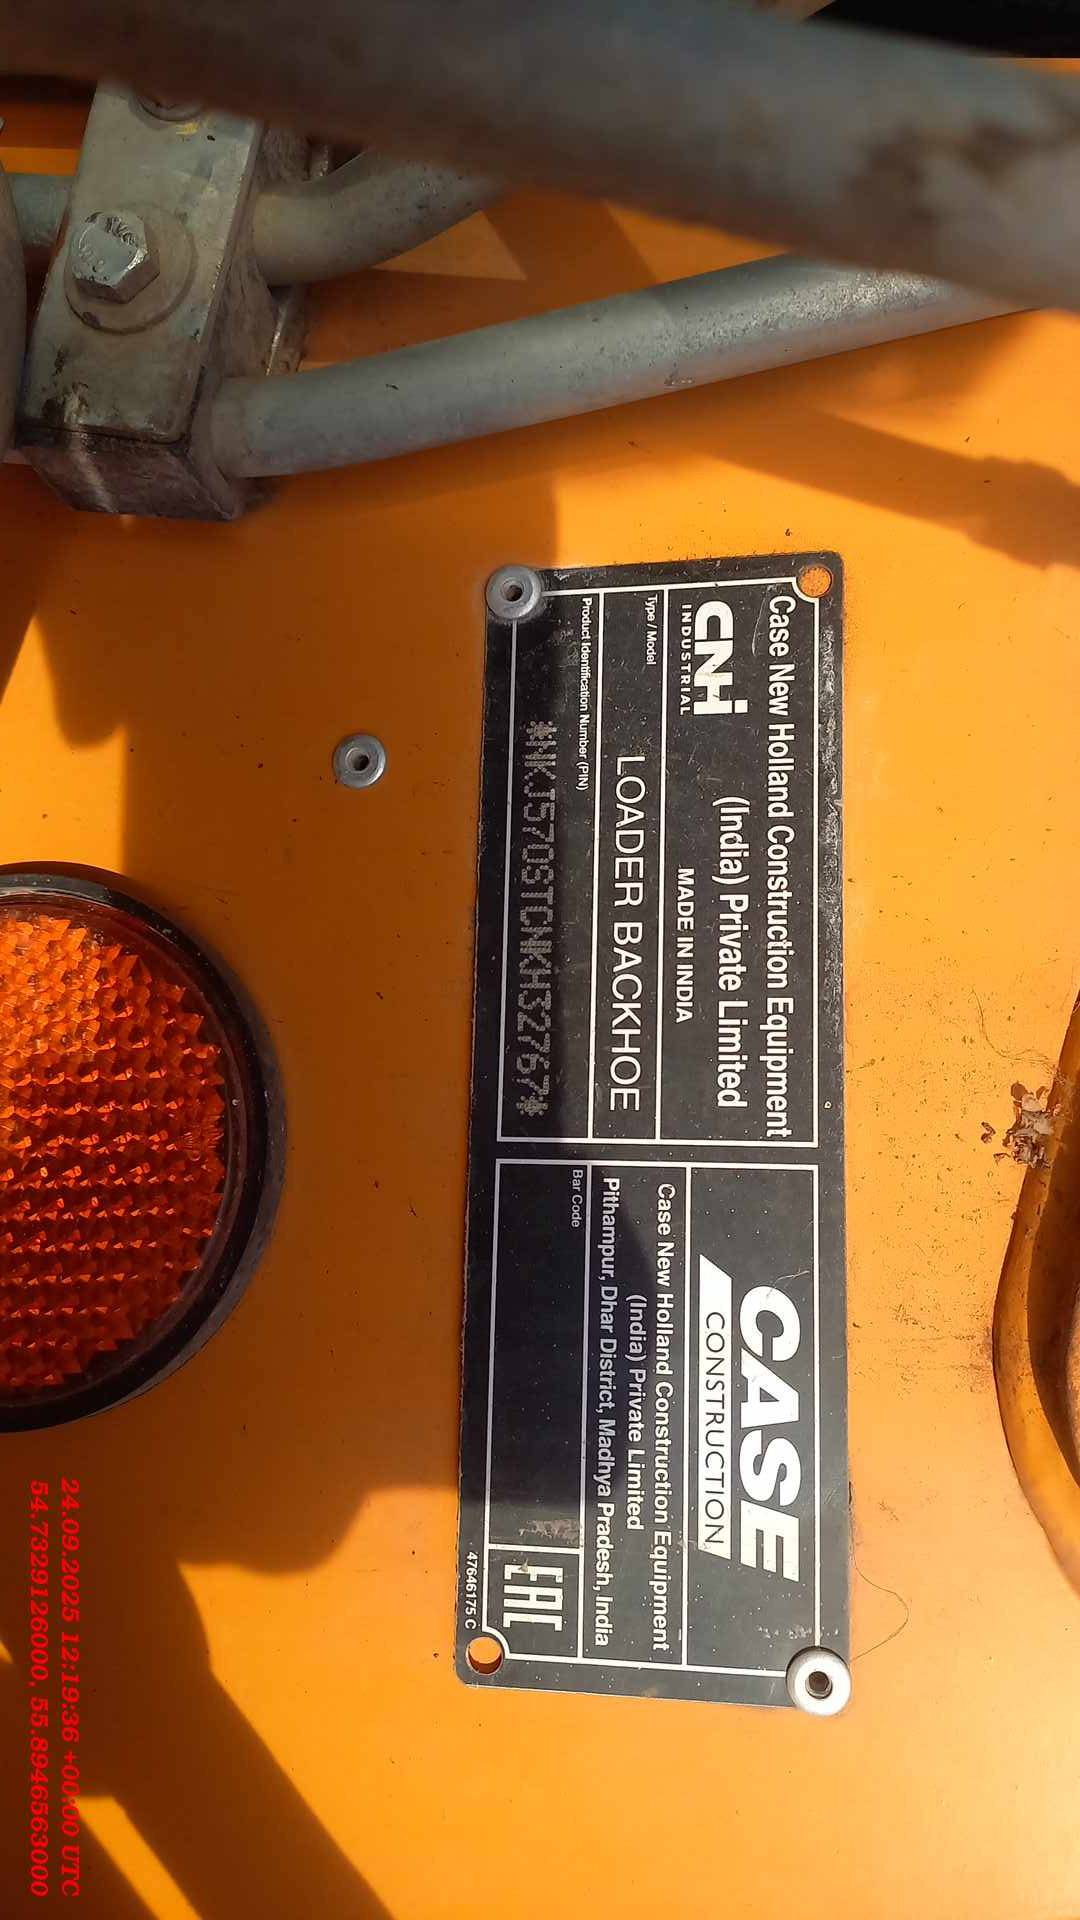 Case New Holland Construction Equipment
(India) Private Limited
CNH
INDUSTRIAL
MADE IN INDIA
Type / Model
LOADER BACKHOE
Product Identification Number (PIN)
*NKJ570STCNKH32767*
CASE
CONSTRUCTION
Case New Holland Construction Equipment
(India) Private Limited
Pithampur, Dhar District, Madhya Pradesh, India
Bar Code
EAC
47646175 C
24.09.2025 12:19:36 +00:00 UTC
54.7329126000, 55.8946563000